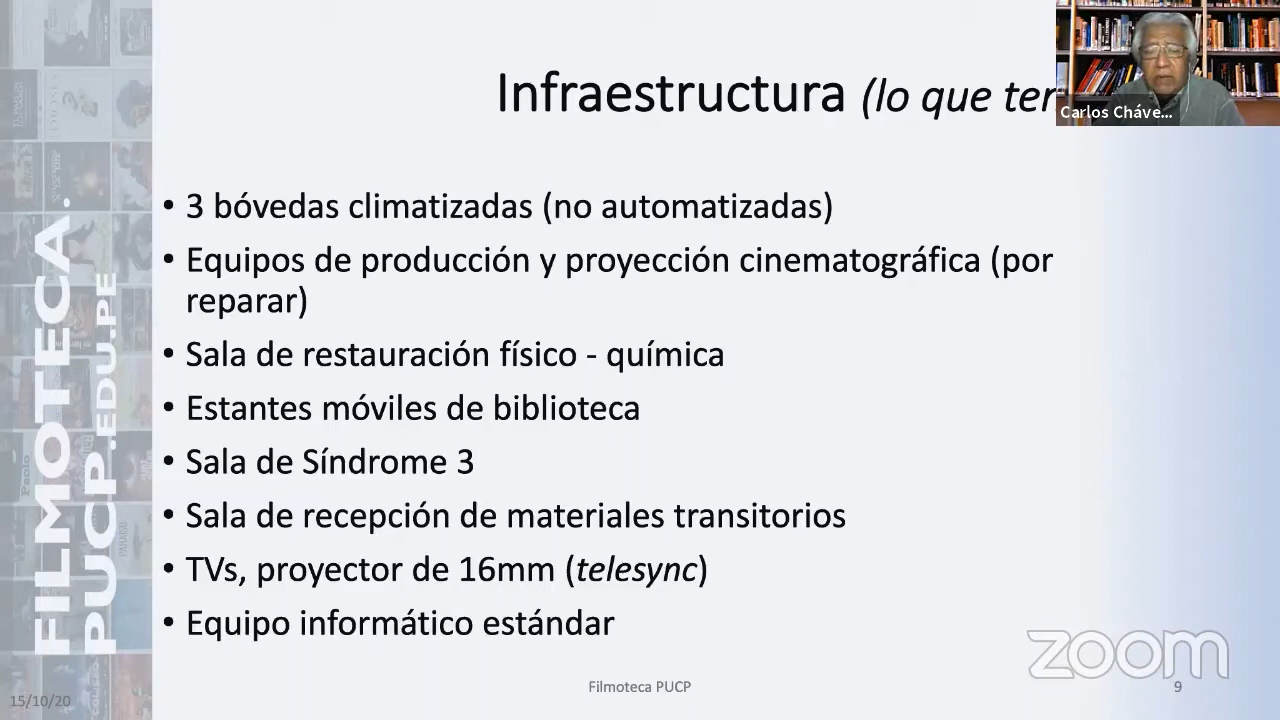 Infraestructura (lo que
Carlos Cháve...
• 3 bóvedas climatizadas (no automatizadas)
• Equipos de producción y proyección cinematográfica (por
reparar)
• Sala de restauración físico - química
• Estantes móviles de biblioteca
• Sala de Síndrome 3
• Sala de recepción de materiales transitorios
• TVs, proyector de 16mm (telesync)
• Equipo informático estándar
FILMOTECA.
PUCP.EDU.PE
zoom
15/10/20
Filmoteca PUCP
9